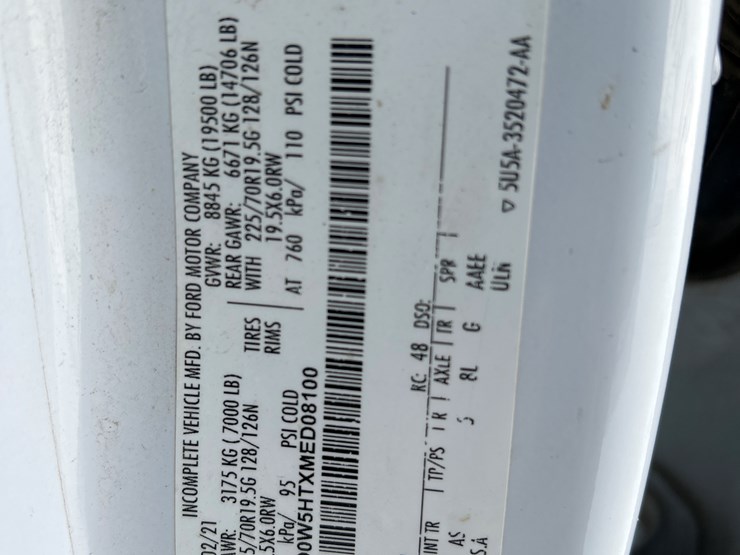 INCOMPLETE VEHICLE MFD. BY FORD MOTOR COMPANY
02/21 GVWR: 8845 KG (19500 LB)
WR: 3175 KG (7000 LB) REAR GAWR: 6671 KG (14706 LB)
5/70R19.5G 128/126N TIRES WITH 225/70R19.5G 128/126N
.5X6.0RW RIMS 19.5X6.0RW
kPa/ 95 PSI COLD AT 760 kPa/ 110 PSI COLD
0W5HTXMED08100
RC: 48 DSO:
INT TR TP/PS R AXLE TR SPR
AS 8L G AAEE
S.A ULN 5U5A-3520472-AA